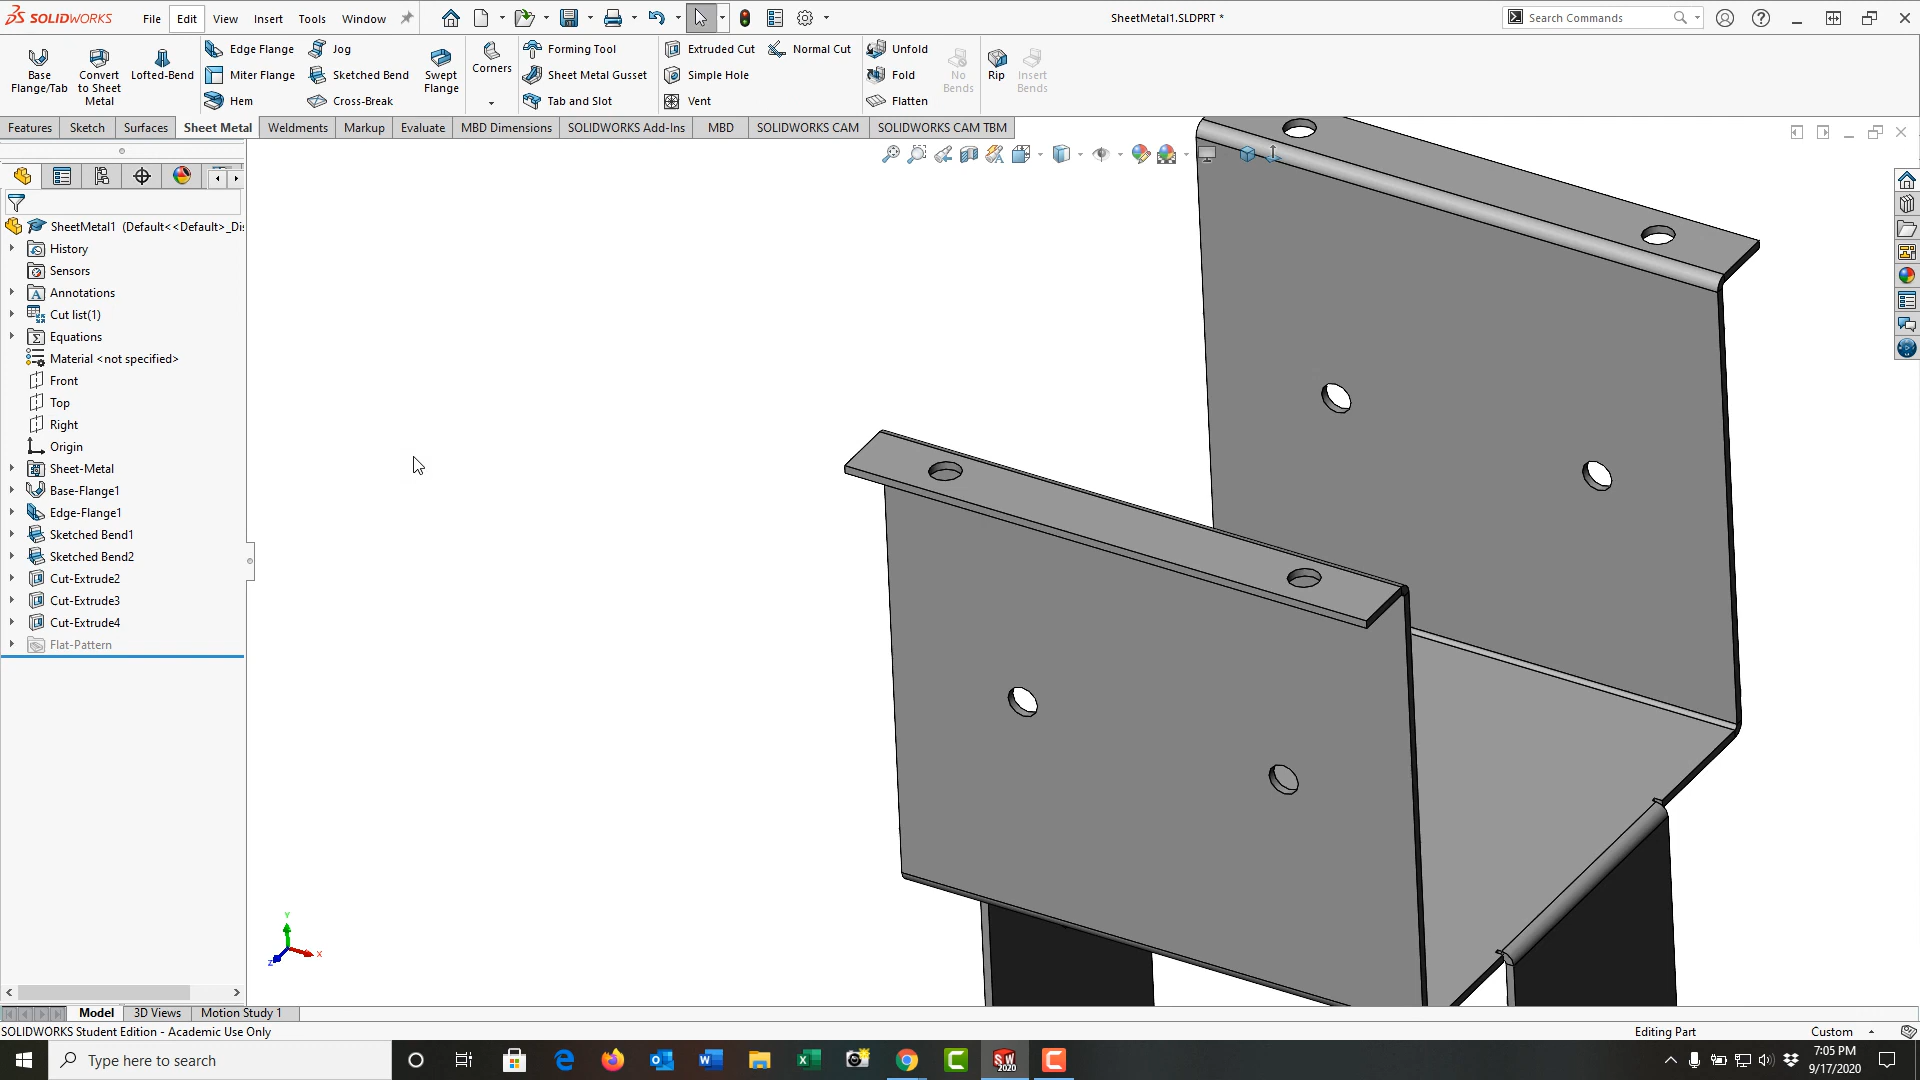 SOLIDWORKS File Edit View Insert Tools Window SheetMetal1.SLDPRT * Search Commands
Base Flange/Tab
Convert to Sheet Metal
Lofted-Bend
Edge Flange
Miter Flange
Hem
Jog
Sketched Bend
Cross-Break
Swept Flange
Corners
Forming Tool
Sheet Metal Gusset
Tab and Slot
Extruded Cut
Simple Hole
Vent
Normal Cut
Unfold
Fold
Flatten
No Bends
Rip
Insert Bends
Features Sketch Surfaces Sheet Metal Weldments Markup Evaluate MBD Dimensions SOLIDWORKS Add-Ins MBD SOLIDWORKS CAM SOLIDWORKS CAM TBM
SheetMetal1 (Default<<Default>_Di
History
Sensors
Annotations
Cut list(1)
Equations
Material <not specified>
Front
Top
Right
Origin
Sheet-Metal
Base-Flange1
Edge-Flange1
Sketched Bend1
Sketched Bend2
Cut-Extrude2
Cut-Extrude3
Cut-Extrude4
Flat-Pattern
Y
X
Z
Model 3D Views Motion Study 1
SOLIDWORKS Student Edition - Academic Use Only Editing Part Custom
Type here to search
SW 2020
7:05 PM
9/17/2020